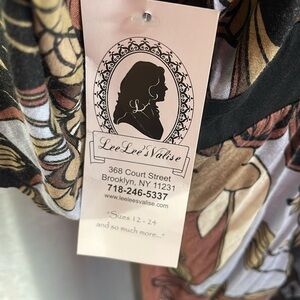 LeeLee's Valise
368 Court Street
Brooklyn, NY 11231
718-246-5337
www.leeleesvalise.com
"Sizes 12 - 24
and so much more..."